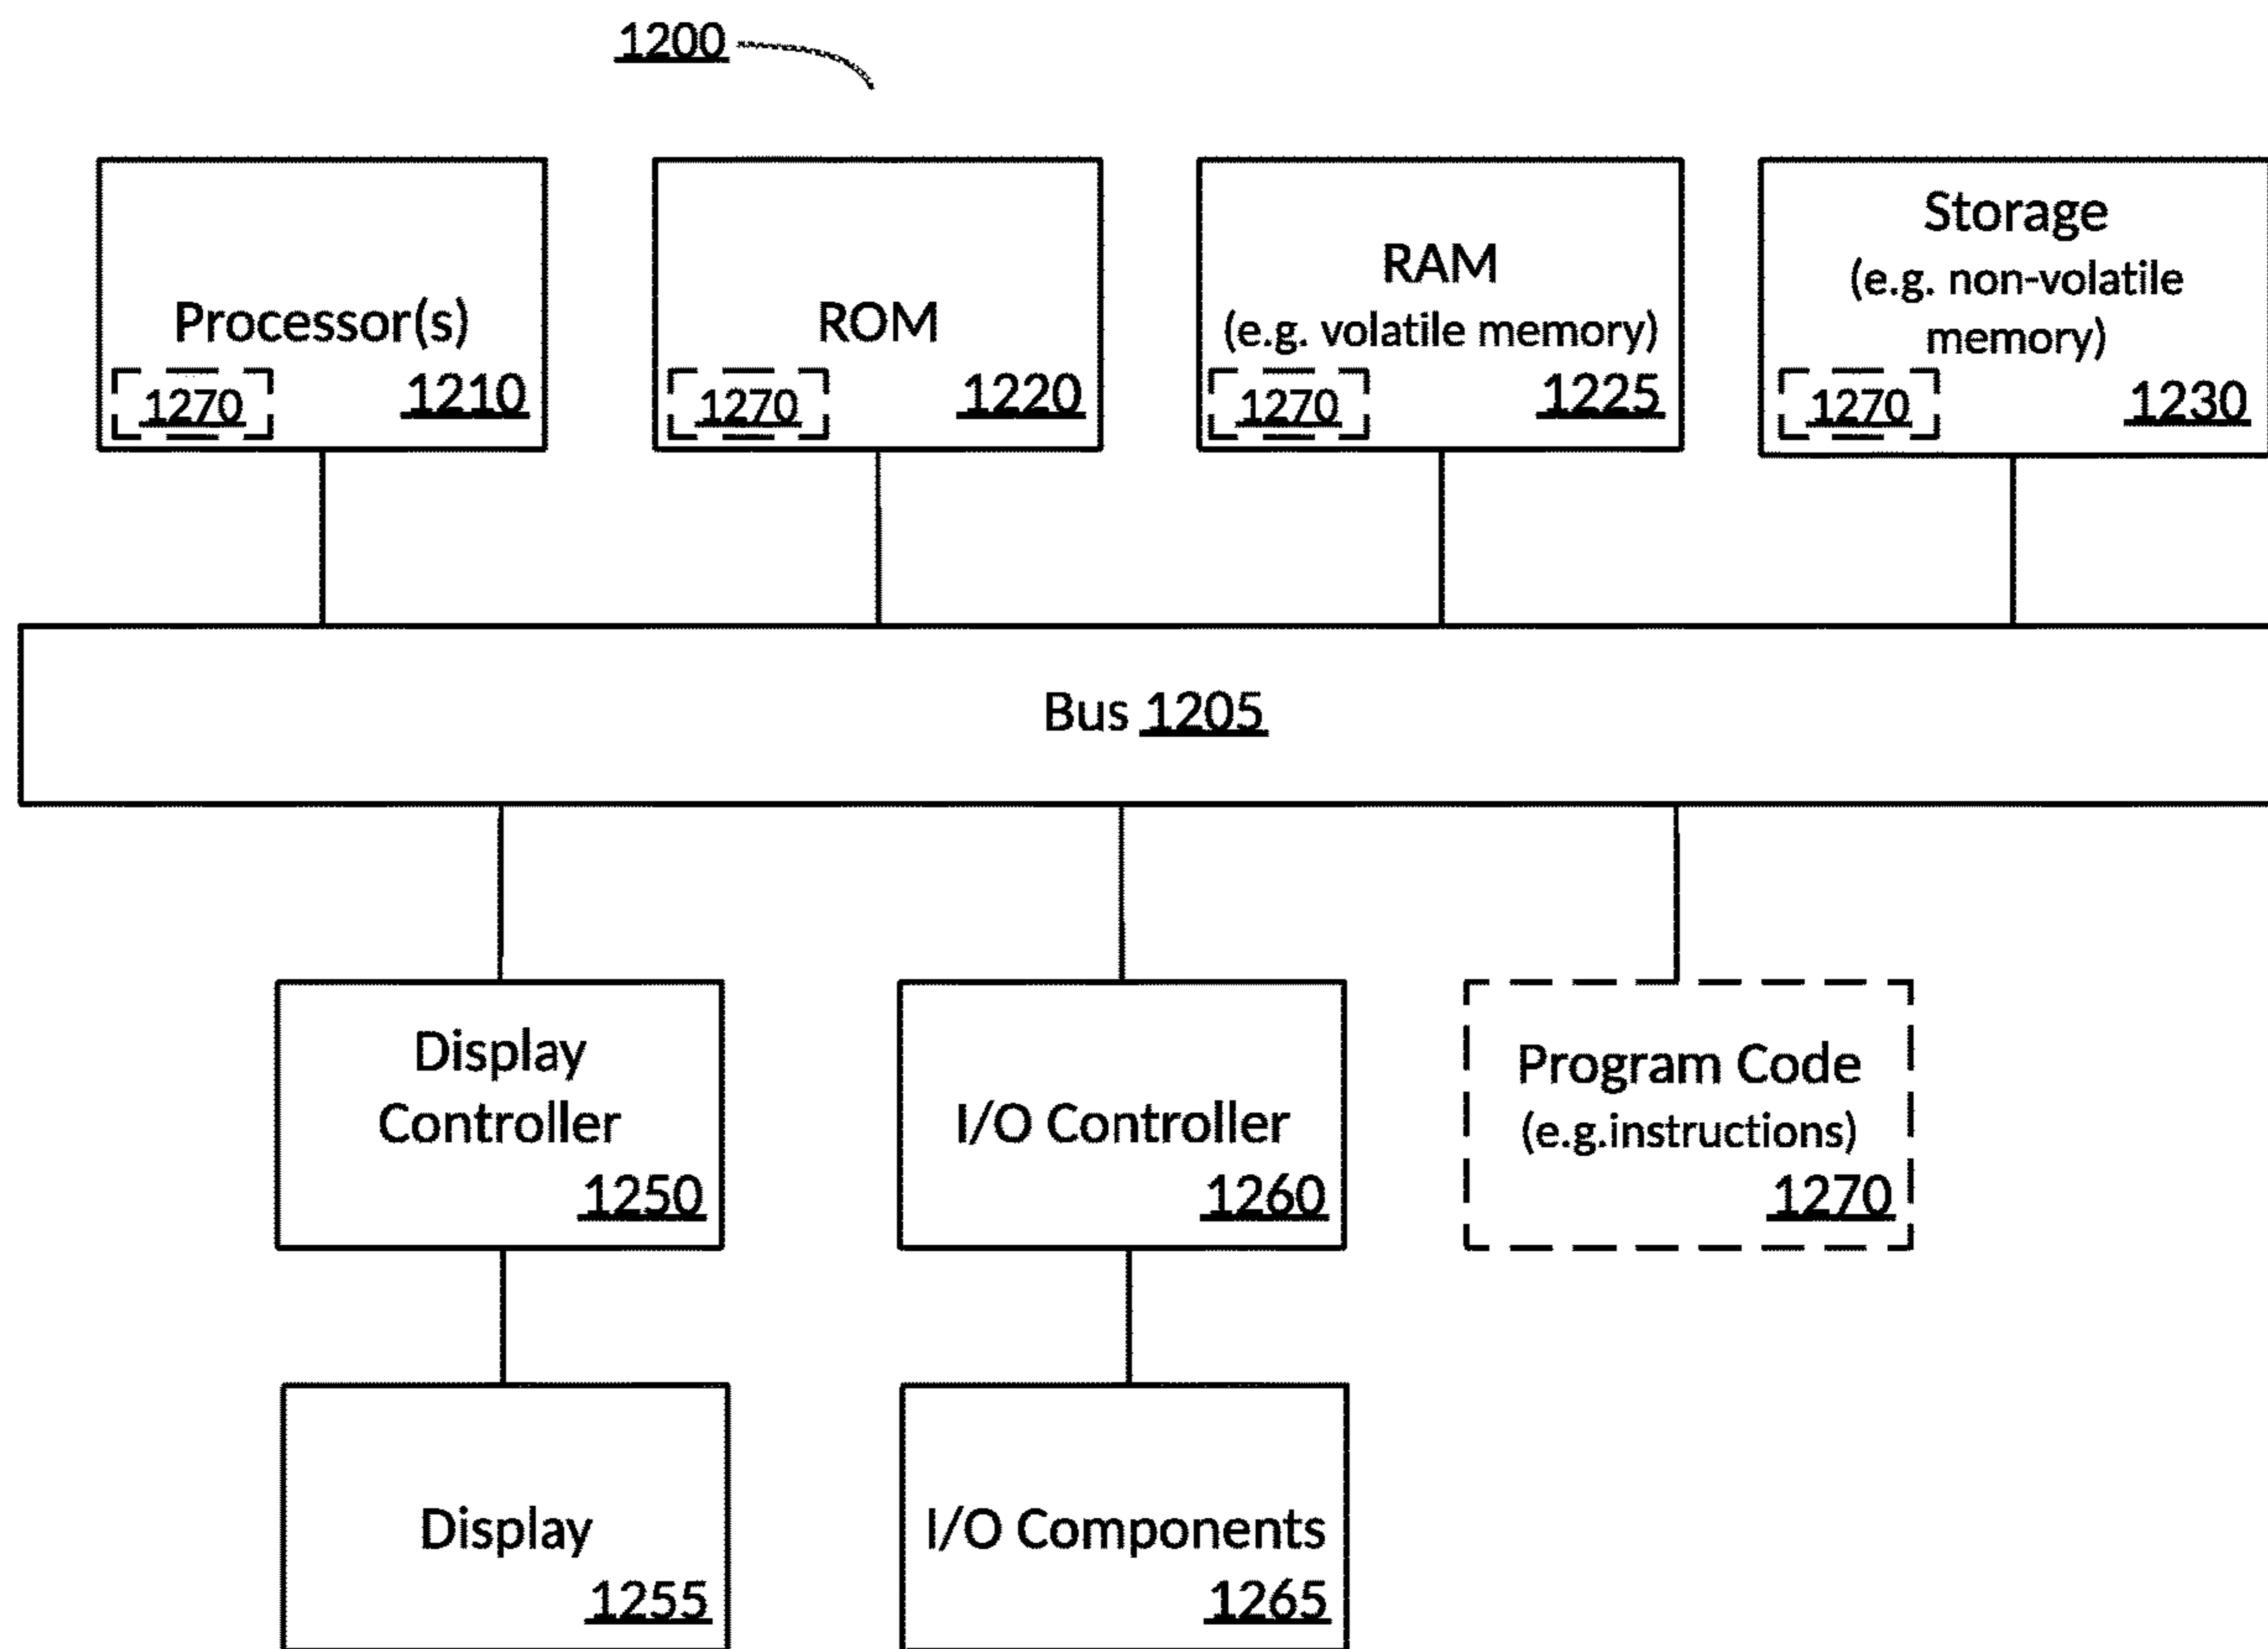 1200
Processor(s)
1270
1210
ROM
1270
1220
RAM
(e.g. volatile memory)
1270
1225
Storage
(e.g. non-volatile
memory)
1270
1230
Bus 1205
Display
Controller
1250
I/O Controller
1260
Program Code
(e.g.instructions)
1270
Display
1255
I/O Components
1265